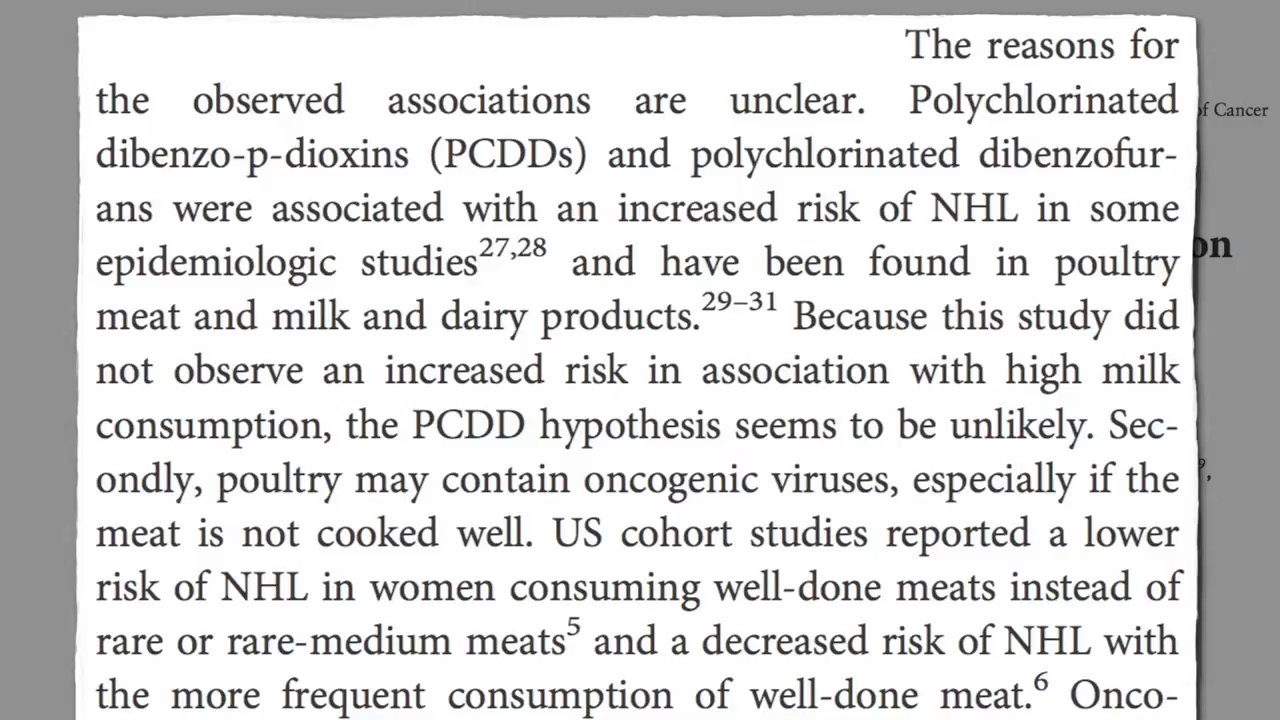 The reasons for
the observed associations are unclear. Polychlorinated
of Cancer
dibenzo-p-dioxins (PCDDs) and polychlorinated dibenzofur-
ans were associated with an increased risk of NHL in some
on
epidemiologic studies27,28 and have been found in poultry
meat and milk and dairy products.29–31 Because this study did
not observe an increased risk in association with high milk
consumption, the PCDD hypothesis seems to be unlikely. Sec-
ondly, poultry may contain oncogenic viruses, especially if the
meat is not cooked well. US cohort studies reported a lower
risk of NHL in women consuming well-done meats instead of
rare or rare-medium meats5 and a decreased risk of NHL with
the more frequent consumption of well-done meat.6 Onco-